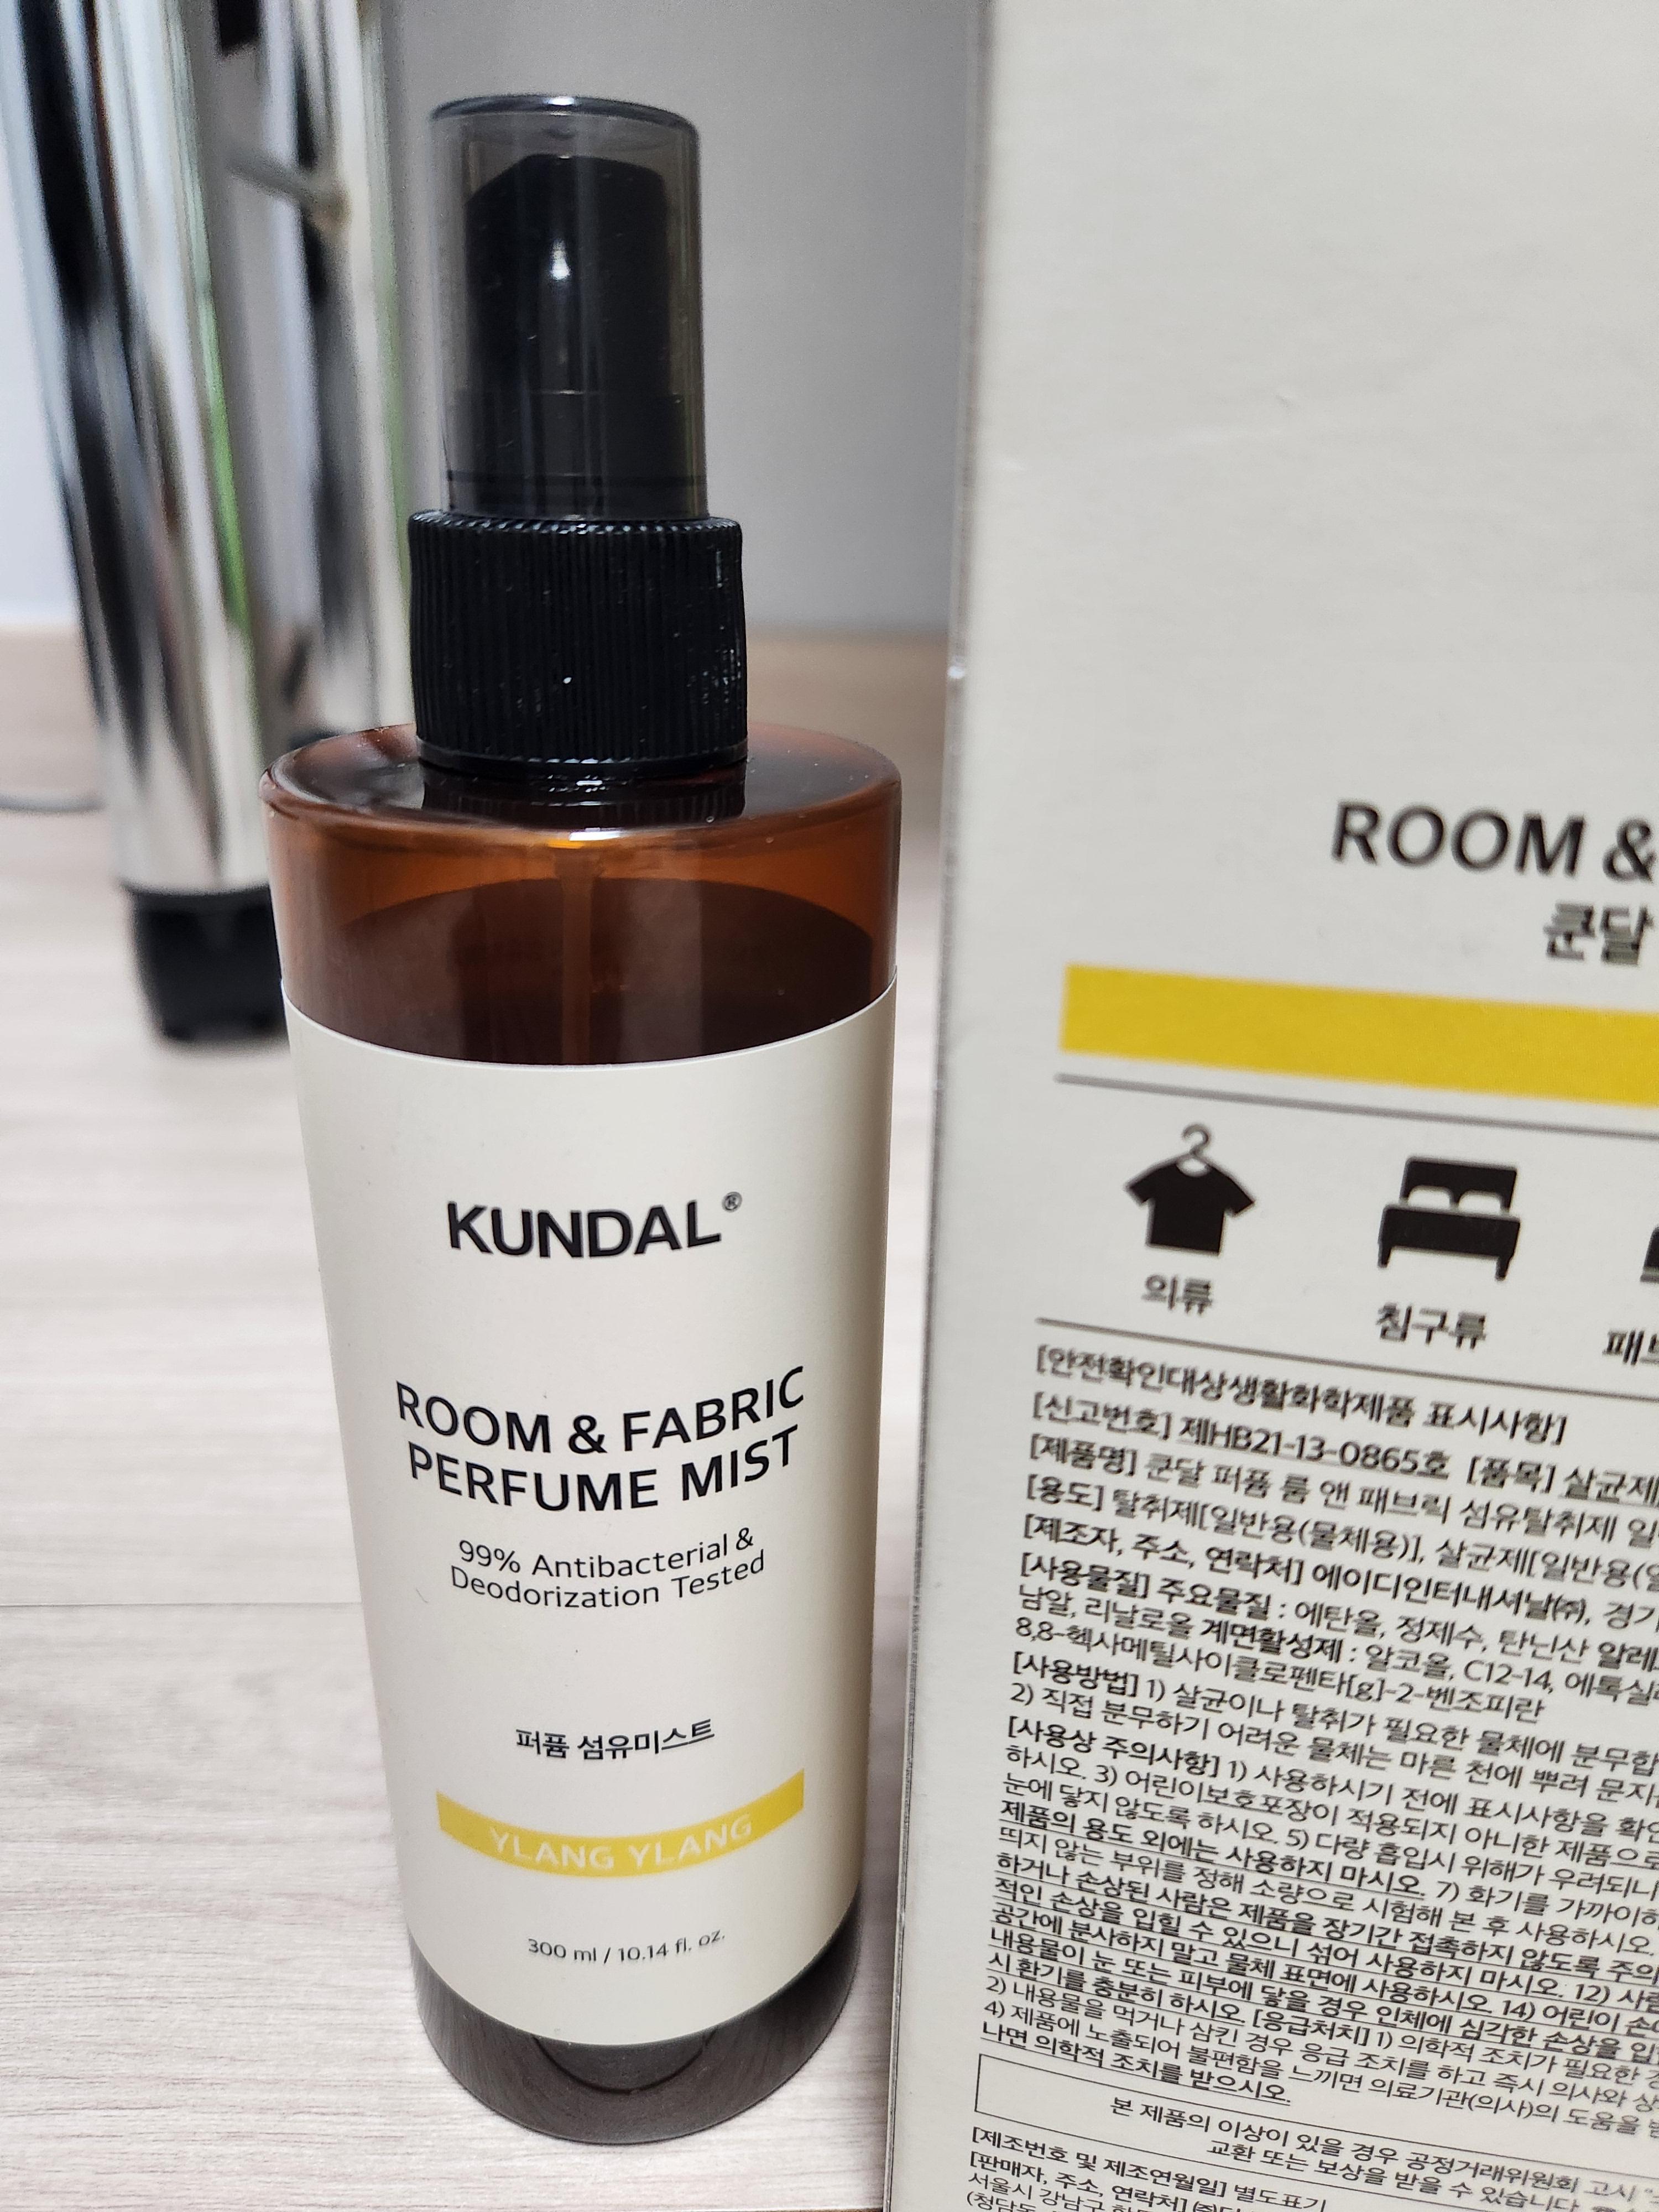 KUNDAL®
ROOM & FABRIC
PERFUME MIST
99% Antibacterial &
Deodorization Tested
퍼퓸 섬유미스트
YLANG YLANG
300 ml / 10.14 fl. oz.
ROOM &
쿤달
의류
침구류
[안전확인대상생활화학제품 표시사항]
[신고번호] 제HB21-13-0865호 [품목] 살균제
[제품명] 쿤달 퍼퓸 룸 앤 패브릭 섬유탈취제
[용도] 탈취제[일반용(물체용)], 살균제[일반용
[제조자, 주소, 연락처] 에이디인터내셔날㈜, 경기
[사용물질] 주요물질 : 에탄올, 정제수, 탄닌산
남알, 리날로올 계면활성제 : 알코올, C12-14,
8,8-헥사메틸사이클로펜타[g]-2-벤조피란
[사용방법] 1) 살균이나 탈취가 필요한 물체에 분무
2) 직접 분무하기 어려운 물체는 마른 천에 뿌려
[사용상 주의사항] 1) 사용하시기 전에 표시사항을
하시오. 3) 어린이보호포장이 적용되지 아니한 제품으로
눈에 닿지 않도록 하시오. 5) 다량 흡입시 위해가 우려되니
제품의 용도 외에는 사용하지 마시오. 7) 화기를 가까이
띄지 않는 부위를 정해 소량으로 시험해 본 후 사용하시오.
하거나 손상된 사람은 제품을 장기간 접촉하지 않도록 주의
적인 손상을 입힐 수 있으니 섞어 사용하지 마시오. 12)
공간에 분사하지 말고 물체 표면에 사용하시오. 14) 어린이
내용물이 눈 또는 피부에 닿을 경우 인체에 심각한 손상을
시 환기를 충분히 하시오. [응급처치] 1) 의학적 조치가 필요한
2) 내용물을 먹거나 삼킨 경우 응급 조치를 하고 즉시 의사와
4) 제품에 노출되어 불편함을 느끼면 의료기관(의사)의 도움을
나면 의학적 조치를 받으시오.
본 제품의 이상이 있을 경우 공정거래위원회 고시
교환 또는 보상을 받을 수 있습니다.
[제조번호 및 제조연월일] 별도표기
[판매자, 주소, 연락처]
서울시 강남구